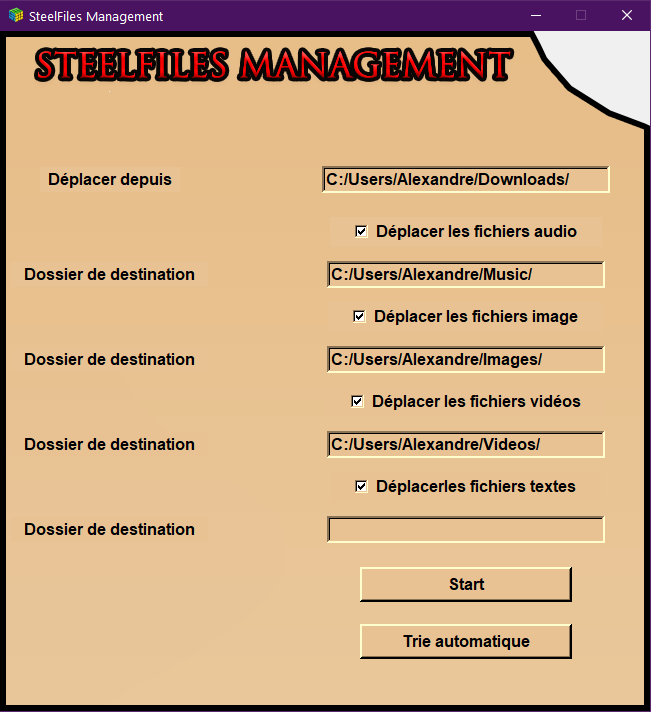 SteelFiles Management
STEELFILES MANAGEMENT
Déplacer depuis C:/Users/Alexandre/Downloads/
Déplacer les fichiers audio
Dossier de destination C:/Users/Alexandre/Music/
Déplacer les fichiers image
Dossier de destination C:/Users/Alexandre/Images/
Déplacer les fichiers vidéos
Dossier de destination C:/Users/Alexandre/Videos/
Déplacerles fichiers textes
Dossier de destination
Start
Trie automatique